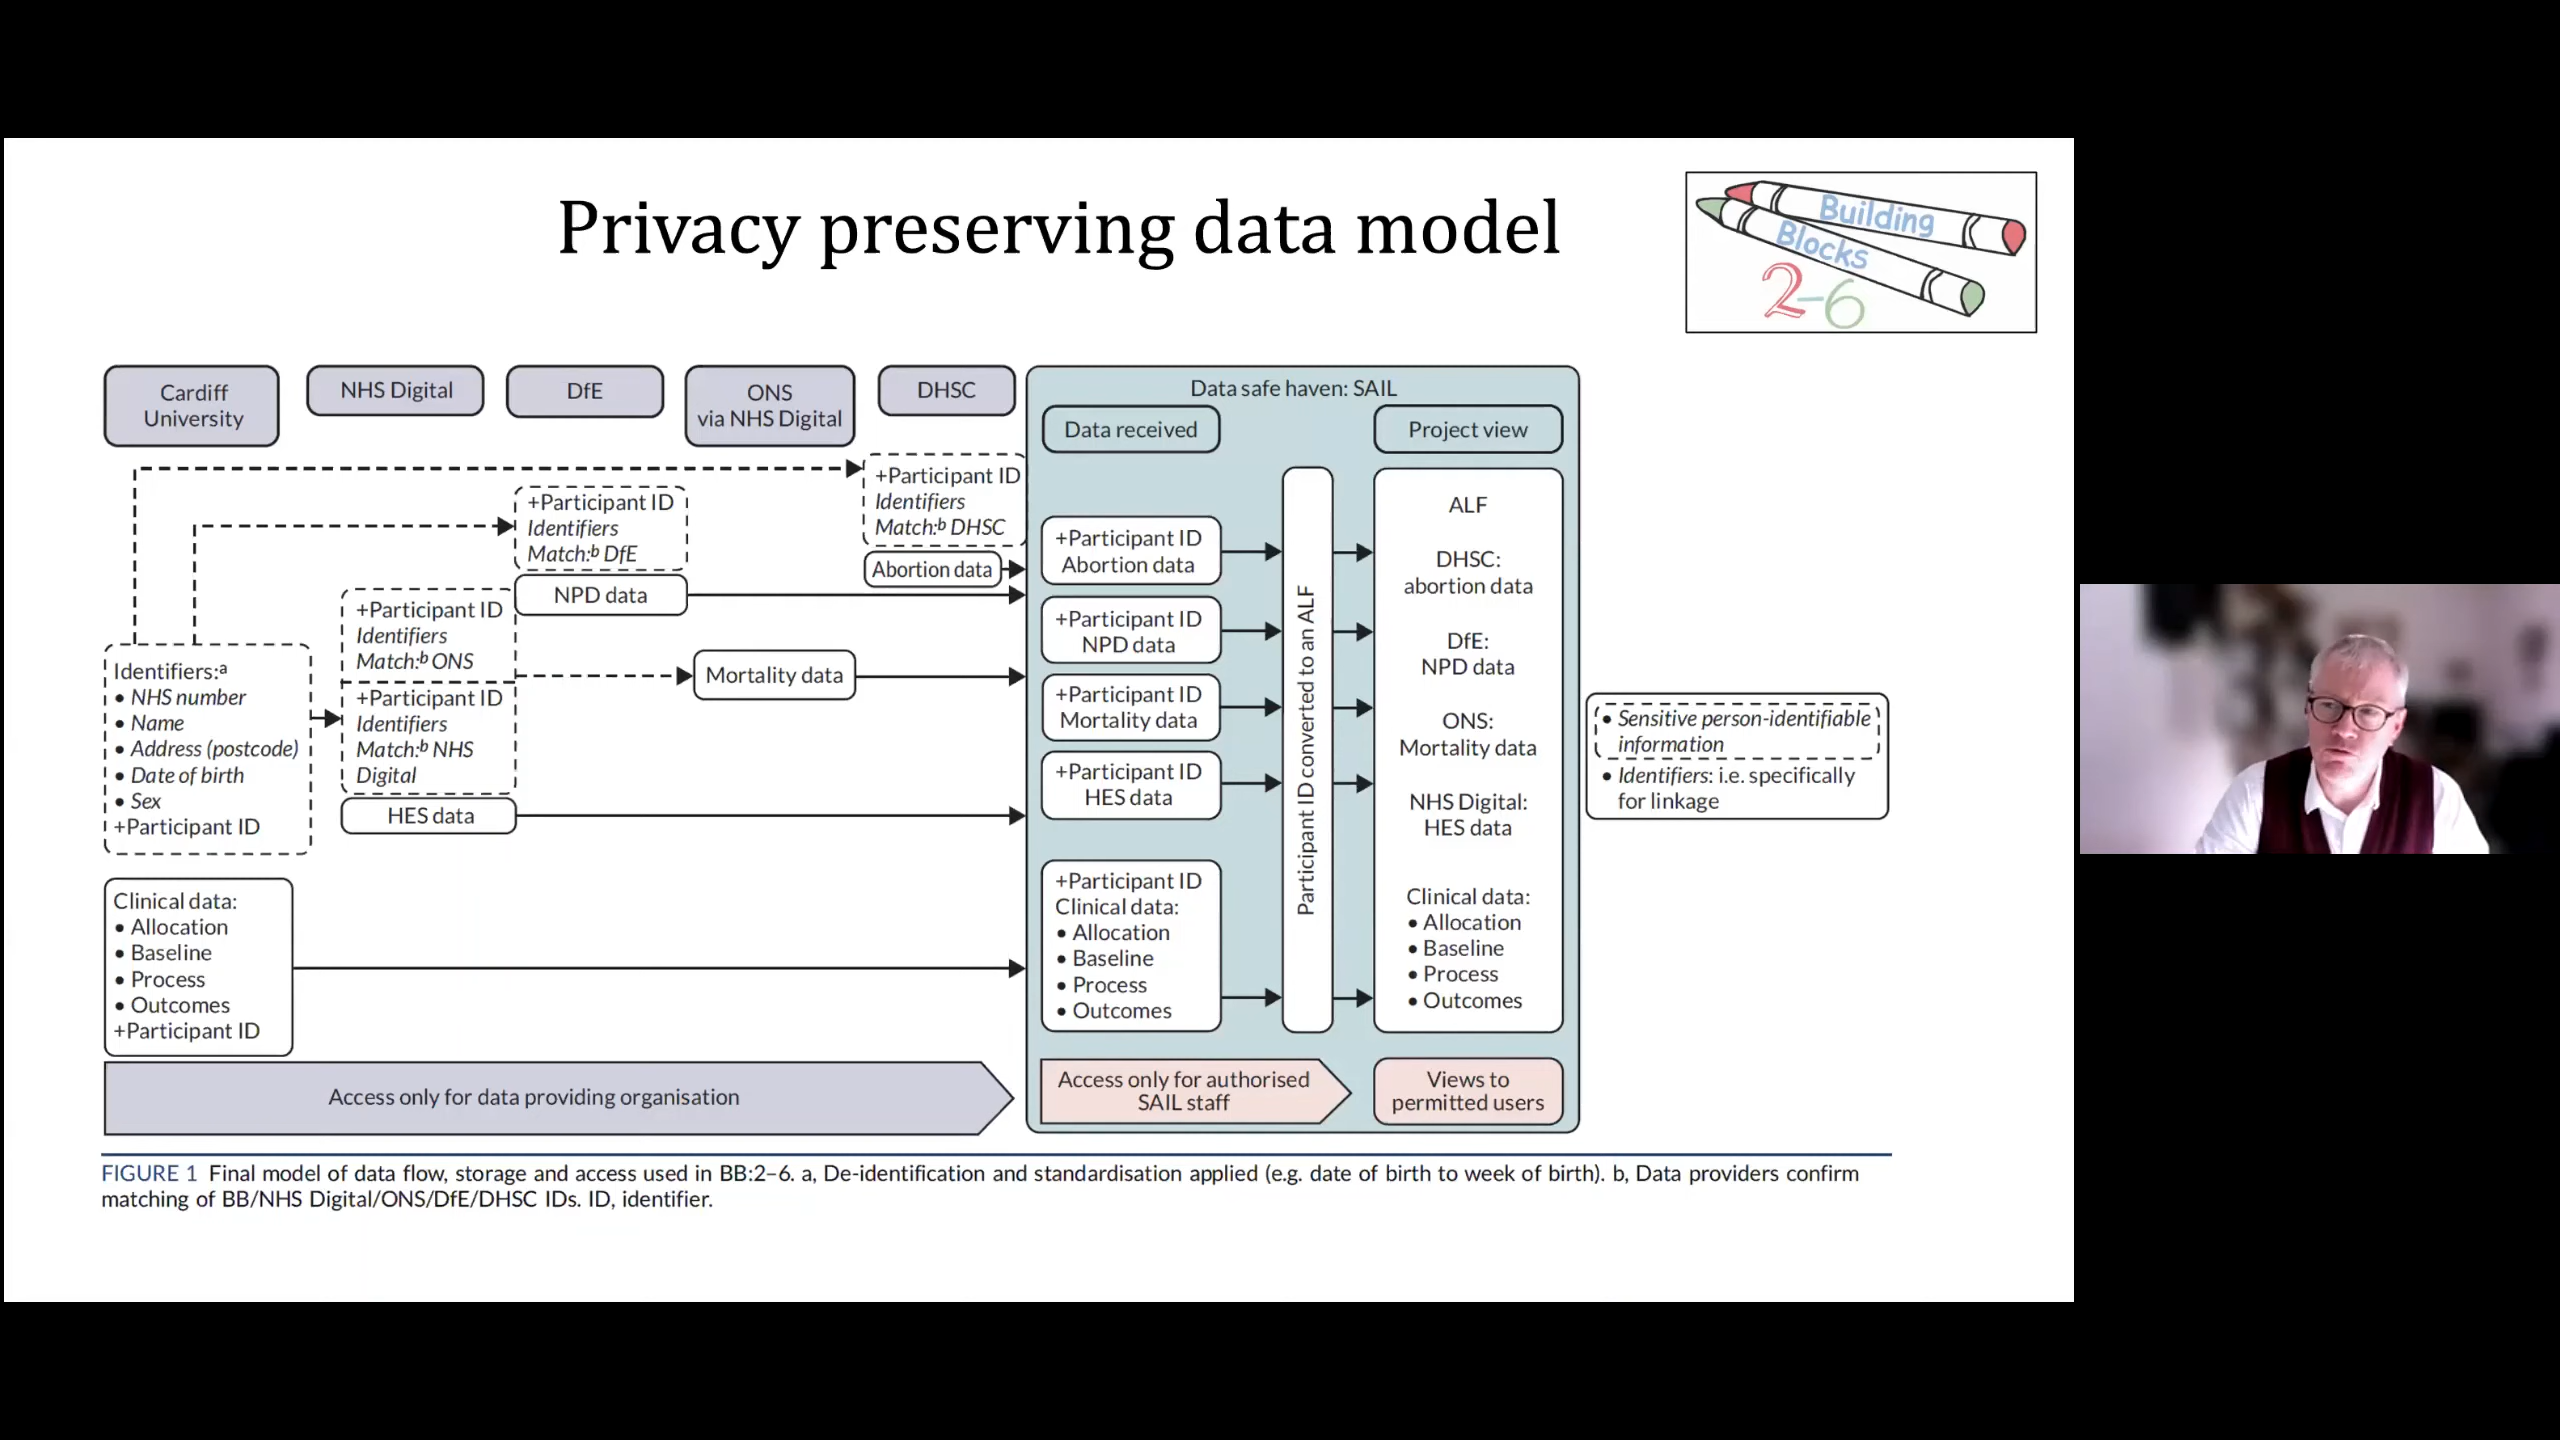 Privacy preserving data model
Building
Blocks
2-6
Cardiff
University
NHS Digital
DfE
ONS
via NHS Digital
DHSC
Data safe haven: SAIL
Data received
Project view
+Participant ID
Identifiers
Match:ᵇ DHSC
Abortion data
+Participant ID
Identifiers
Match:ᵇ DfE
NPD data
+Participant ID
Identifiers
Match:ᵇ ONS
+Participant ID
Identifiers
Match:ᵇ NHS
Digital
HES data
Mortality data
Identifiers:ᵃ
• NHS number
• Name
• Address (postcode)
• Date of birth
• Sex
+Participant ID
Clinical data:
• Allocation
• Baseline
• Process
• Outcomes
+Participant ID
+Participant ID
Abortion data
+Participant ID
NPD data
+Participant ID
Mortality data
+Participant ID
HES data
+Participant ID
Clinical data:
• Allocation
• Baseline
• Process
• Outcomes
Participant ID converted to an ALF
ALF
DHSC:
abortion data
DfE:
NPD data
ONS:
Mortality data
NHS Digital:
HES data
Clinical data:
• Allocation
• Baseline
• Process
• Outcomes
• Sensitive person-identifiable
information
• Identifiers: i.e. specifically
for linkage
Access only for data providing organisation
Access only for authorised
SAIL staff
Views to
permitted users
FIGURE 1 Final model of data flow, storage and access used in BB:2–6. a, De-identification and standardisation applied (e.g. date of birth to week of birth). b, Data providers confirm
matching of BB/NHS Digital/ONS/DfE/DHSC IDs. ID, identifier.